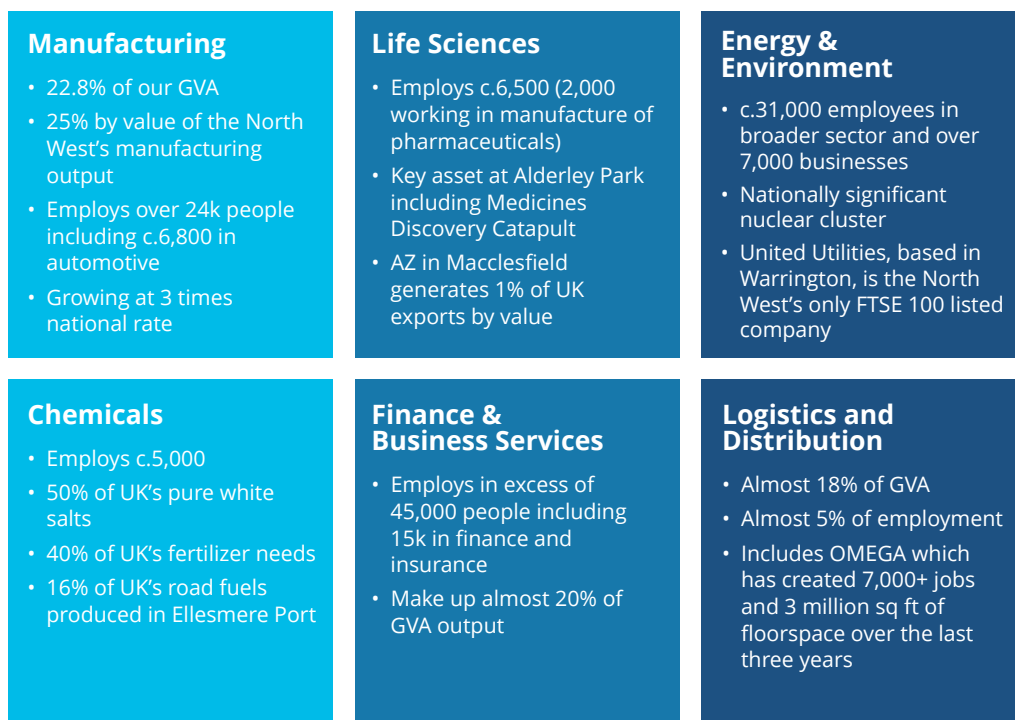 Manufacturing
• 22.8% of our GVA
• 25% by value of the North
West's manufacturing
output
• Employs over 24k people
including c.6,800 in
automotive
• Growing at 3 times
national rate
Life Sciences
• Employs c.6,500 (2,000
working in manufacture of
pharmaceuticals)
• Key asset at Alderley Park
including Medicines
Discovery Catapult
• AZ in Macclesfield
generates 1% of UK
exports by value
Energy &
Environment
• c.31,000 employees in
broader sector and over
7,000 businesses
• Nationally significant
nuclear cluster
• United Utilities, based in
Warrington, is the North
West's only FTSE 100 listed
company
Chemicals
• Employs c.5,000
• 50% of UK's pure white
salts
• 40% of UK's fertilizer needs
• 16% of UK's road fuels
produced in Ellesmere Port
Finance &
Business Services
• Employs in excess of
45,000 people including
15k in finance and
insurance
• Make up almost 20% of
GVA output
Logistics and
Distribution
• Almost 18% of GVA
• Almost 5% of employment
• Includes OMEGA which
has created 7,000+ jobs
and 3 million sq ft of
floorspace over the last
three years